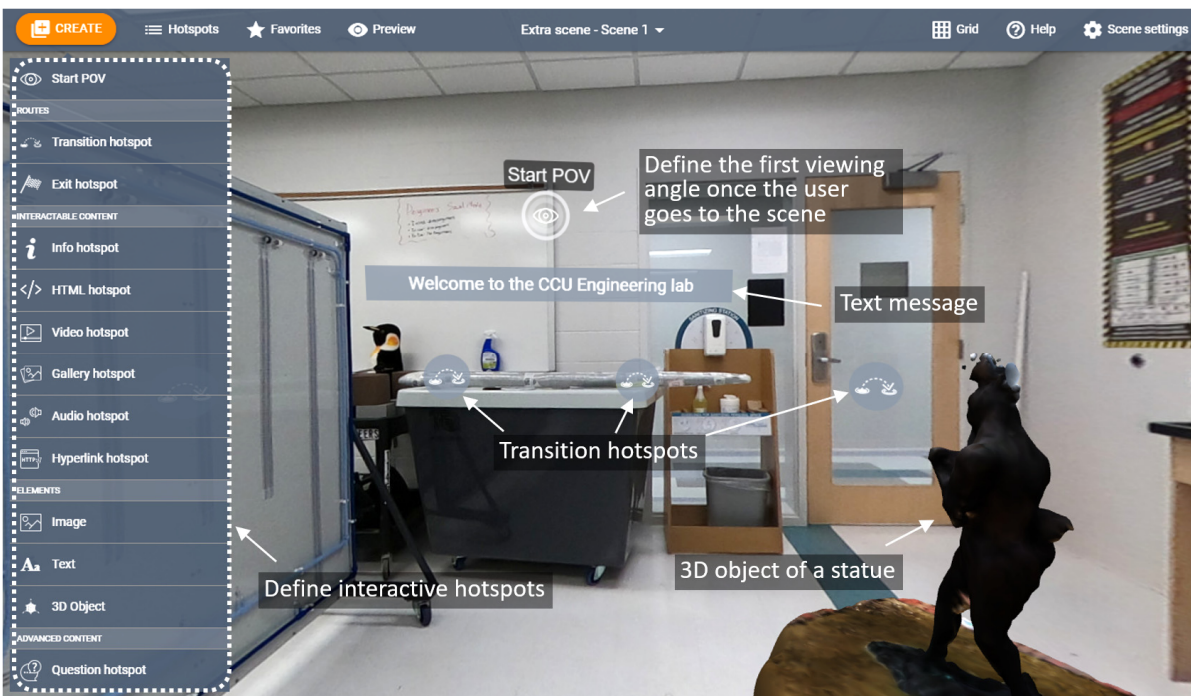 CREATE
Hotspots
Favorites
Preview
Extra scene - Scene 1
Grid
Help
Scene settings
Start POV
ROUTES
Transition hotspot
Exit hotspot
INTERACTABLE CONTENT
Info hotspot
HTML hotspot
Video hotspot
Gallery hotspot
Audio hotspot
Hyperlink hotspot
ELEMENTS
Image
Aa Text
3D Object
ADVANCED CONTENT
Question hotspot
Start POV
Define the first viewing
angle once the user
goes to the scene
Welcome to the CCU Engineering lab
Text message
SANITIZING STATION
Transition hotspots
3D object of a statue
Define interactive hotspots